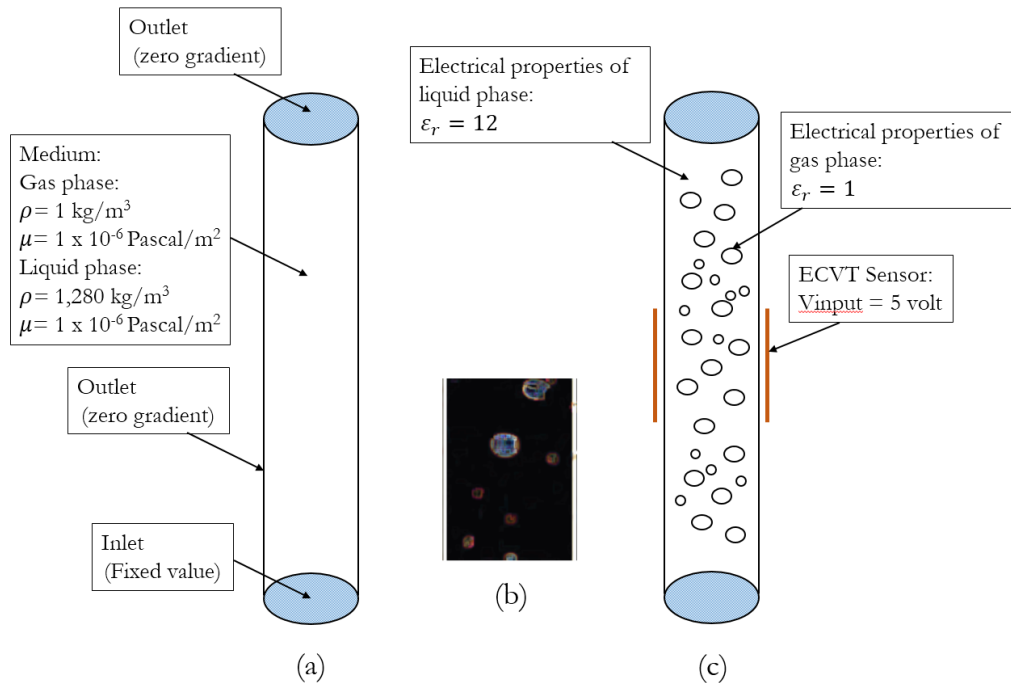 Outlet
(zero gradient)
Medium:
Gas phase:
ρ= 1 kg/m³
μ= 1 x 10⁻⁶ Pascal/m²
Liquid phase:
ρ= 1,280 kg/m³
μ= 1 x 10⁻⁶ Pascal/m²
Outlet
(zero gradient)
Inlet
(Fixed value)
(a)
(b)
Electrical properties of
liquid phase:
εᵣ = 12
Electrical properties of
gas phase:
εᵣ = 1
ECVT Sensor:
Vinput = 5 volt
(c)